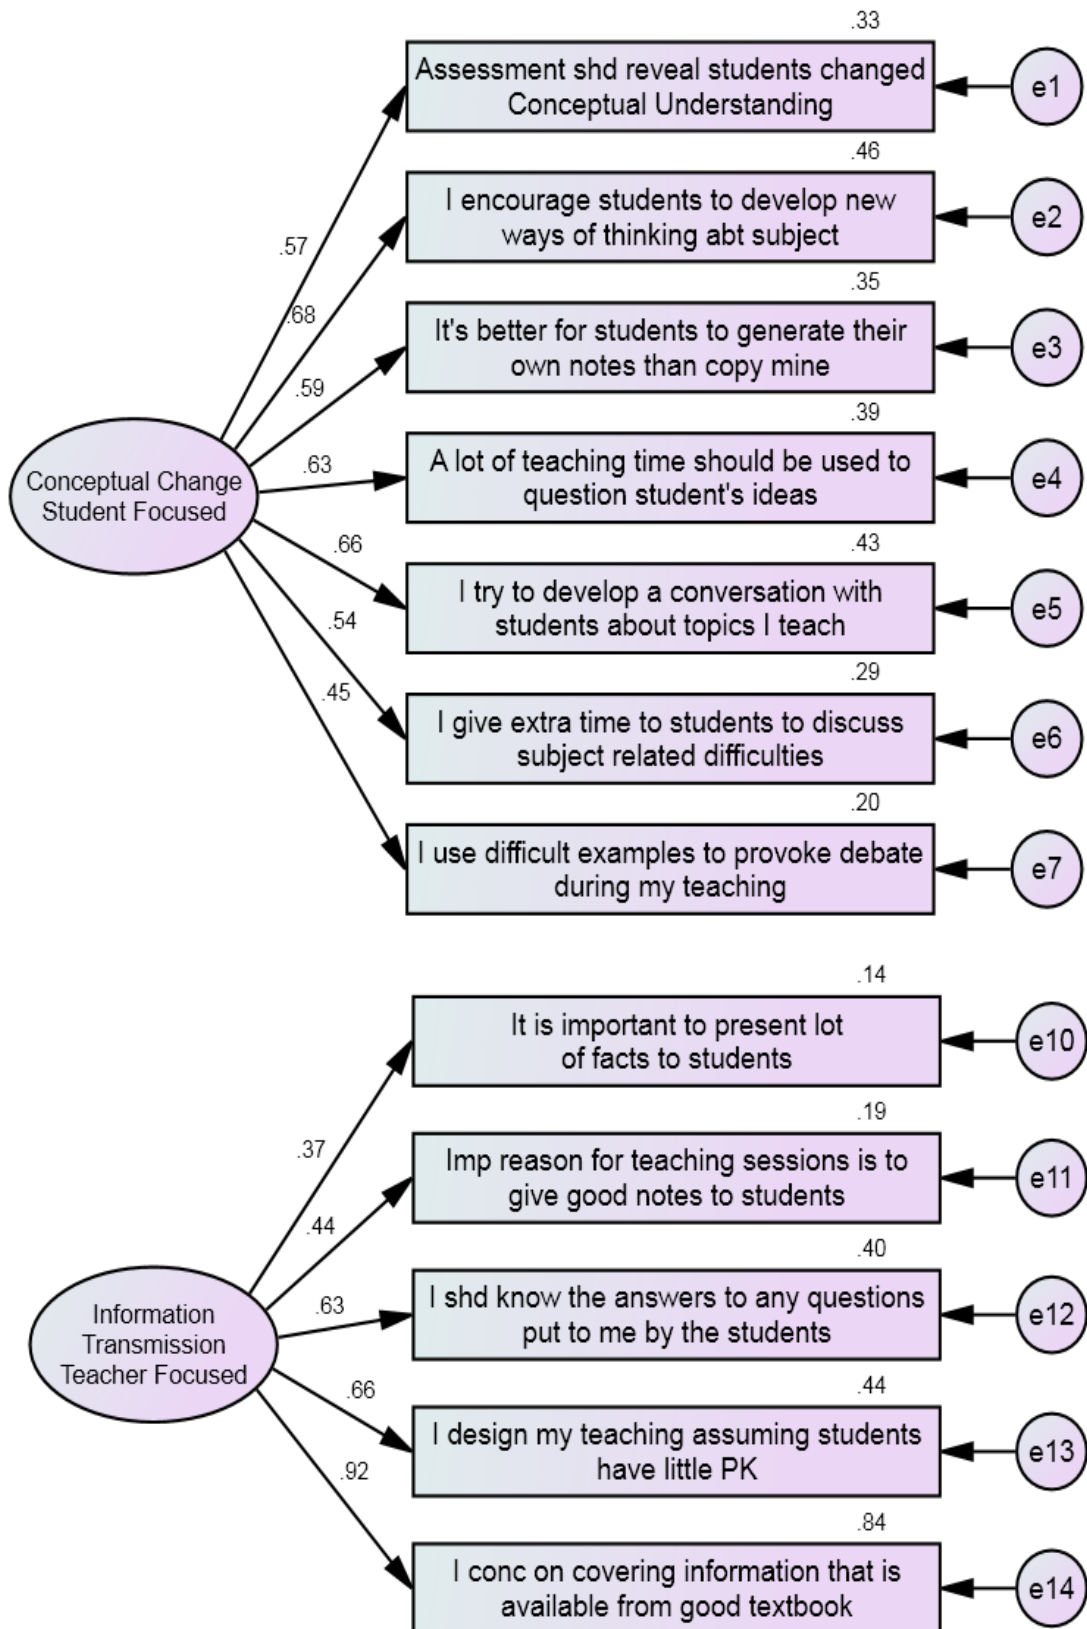 .33
Assessment shd reveal students changed
Conceptual Understanding
e1
.46
I encourage students to develop new
ways of thinking abt subject
e2
.57
.68
.35
It's better for students to generate their
own notes than copy mine
e3
.59
.39
A lot of teaching time should be used to
question student's ideas
e4
.63
Conceptual Change
Student Focused
.43
I try to develop a conversation with
students about topics I teach
e5
.66
.54
.29
I give extra time to students to discuss
subject related difficulties
e6
.45
.20
I use difficult examples to provoke debate
during my teaching
e7
.14
It is important to present lot
of facts to students
e10
.37
.19
Imp reason for teaching sessions is to
give good notes to students
e11
.44
.40
I shd know the answers to any questions
put to me by the students
e12
.63
Information
Transmission
Teacher Focused
.44
I design my teaching assuming students
have little PK
e13
.66
.92
.84
I conc on covering information that is
available from good textbook
e14